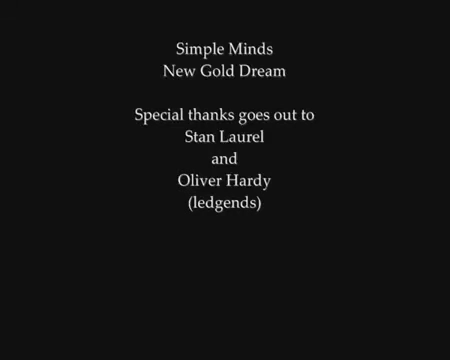 Simple Minds
New Gold Dream
Special thanks goes out to
Stan Laurel
and
Oliver Hardy
(ledgends)